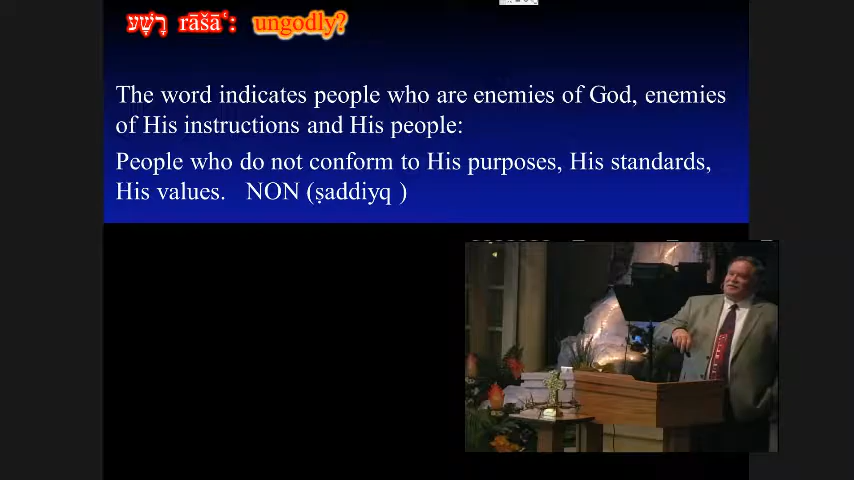 רָשָׁע rāšāʿ: ungodly?
The word indicates people who are enemies of God, enemies
of His instructions and His people:
People who do not conform to His purposes, His standards,
His values. NON (ṣaddiyq )